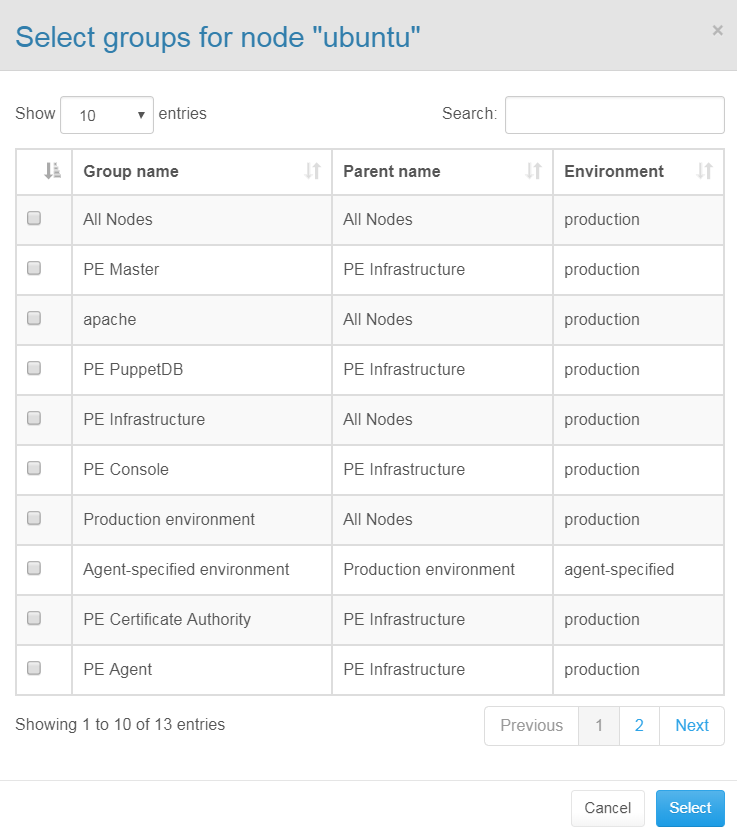 Select groups for node "ubuntu" ×
Show 10 entries Search:
Group name Parent name Environment
All Nodes All Nodes production
PE Master PE Infrastructure production
apache All Nodes production
PE PuppetDB PE Infrastructure production
PE Infrastructure All Nodes production
PE Console PE Infrastructure production
Production environment All Nodes production
Agent-specified environment Production environment agent-specified
PE Certificate Authority PE Infrastructure production
PE Agent PE Infrastructure production
Showing 1 to 10 of 13 entries Previous 1 2 Next
Cancel Select